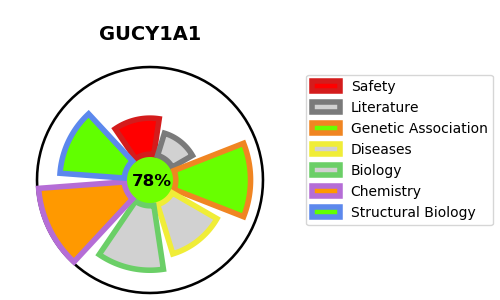 GUCY1A1
78%
Safety
Literature
Genetic Association
Diseases
Biology
Chemistry
Structural Biology